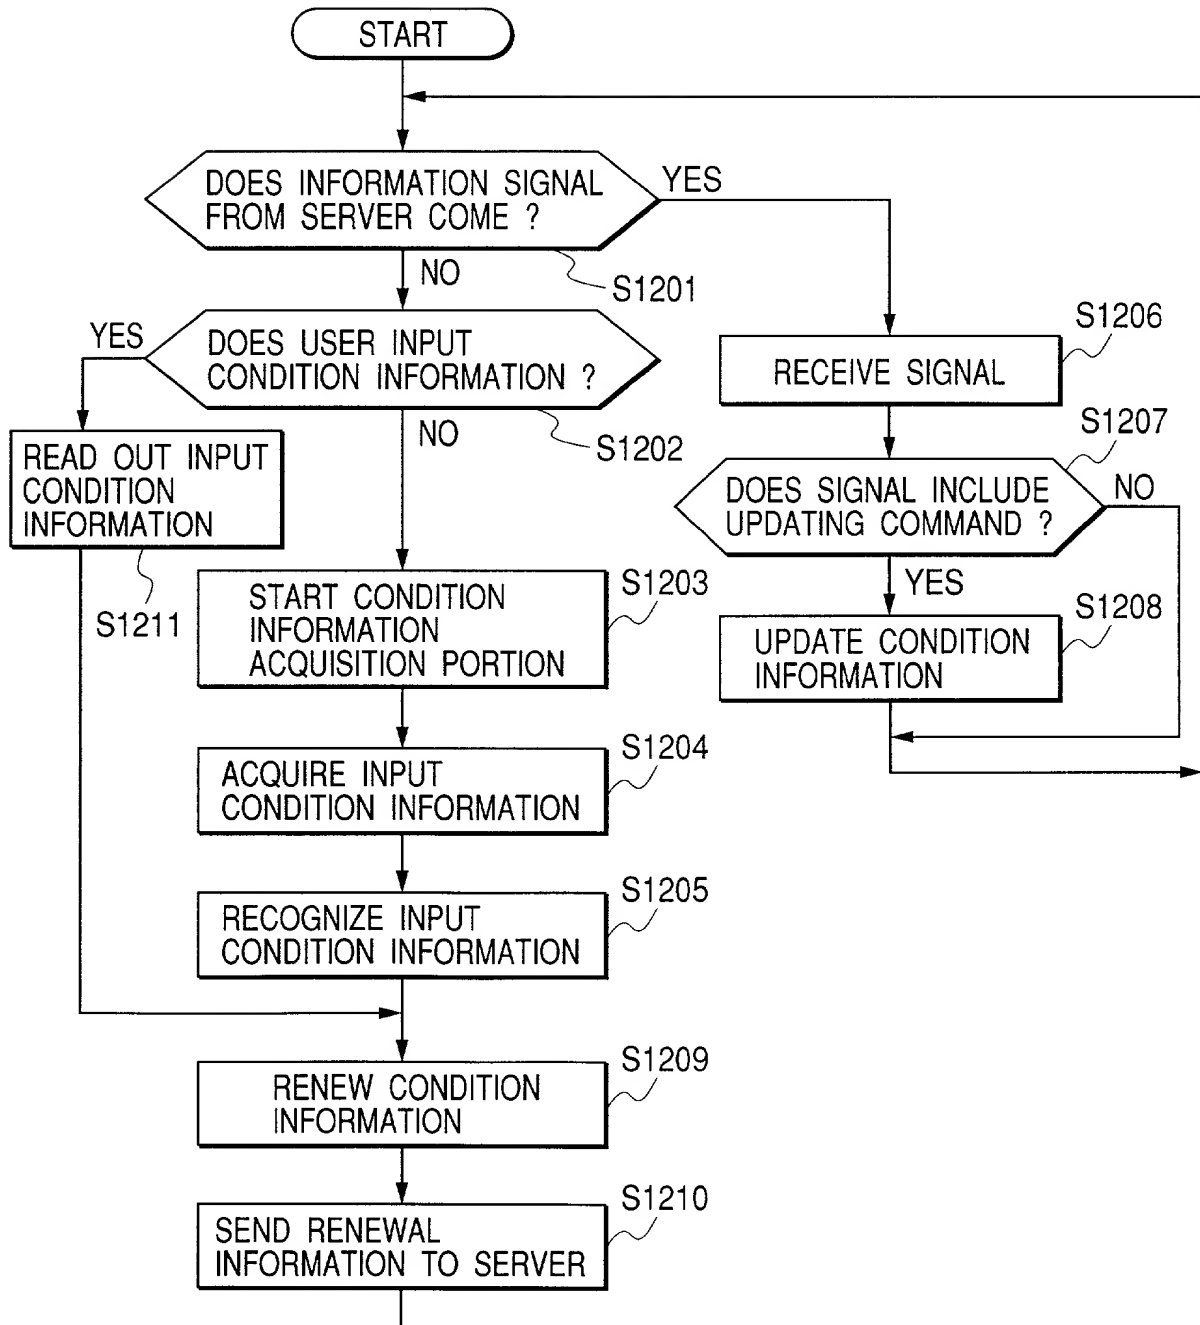 START
DOES INFORMATION SIGNAL
FROM SERVER COME ?
YES
NO
S1201
DOES USER INPUT
CONDITION INFORMATION ?
YES
NO
S1202
READ OUT INPUT
CONDITION
INFORMATION
S1211
START CONDITION
INFORMATION
ACQUISITION PORTION
S1203
ACQUIRE INPUT
CONDITION INFORMATION
S1204
RECOGNIZE INPUT
CONDITION INFORMATION
S1205
RENEW CONDITION
INFORMATION
S1209
SEND RENEWAL
INFORMATION TO SERVER
S1210
RECEIVE SIGNAL
S1206
DOES SIGNAL INCLUDE
UPDATING COMMAND ?
S1207
NO
YES
UPDATE CONDITION
INFORMATION
S1208